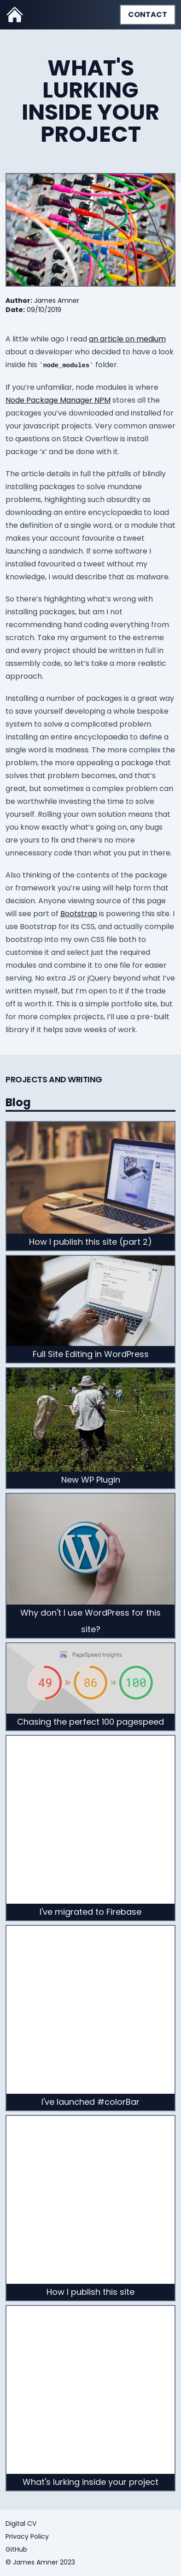 CONTACT
WHAT'S
LURKING
INSIDE YOUR
PROJECT
Author: James Amner
Date: 09/10/2019
A little while ago I read an article on medium
about a developer who decided to have a look
inside his `node_modules` folder.
If you're unfamiliar, node modules is where
Node Package Manager NPM stores all the
packages you've downloaded and installed for
your javascript projects. Very common answer
to questions on Stack Overflow is install
package 'x' and be done with it.
The article details in full the pitfalls of blindly
installing packages to solve mundane
problems, highlighting such absurdity as
downloading an entire encyclopaedia to load
the definition of a single word, or a module that
makes your account favourite a tweet
launching a sandwich. If some software I
installed favourited a tweet without my
knowledge, I would describe that as malware.
So there's highlighting what's wrong with
installing packages, but am I not
recommending hand coding everything from
scratch. Take my argument to the extreme
and every project should be written in full in
assembly code, so let's take a more realistic
approach.
Installing a number of packages is a great way
to save yourself developing a whole bespoke
system to solve a complicated problem.
Installing an entire encyclopaedia to define a
single word is madness. The more complex the
problem, the more appealing a package that
solves that problem becomes, and that's
great, but sometimes a complex problem can
be worthwhile investing the time to solve
yourself. Rolling your own solution means that
you know exactly what's going on, any bugs
are yours to fix and there's no more
unnecessary code than what you put in there.
Also thinking of the contents of the package
or framework you're using will help form that
decision. Anyone viewing source of this page
will see part of Bootstrap is powering this site. I
use Bootstrap for its CSS, and actually compile
bootstrap into my own CSS file both to
customise it and select just the required
modules and combine it to one file for easier
serving. No extra JS or jQuery beyond what I've
written myself, but I'm open to it if the trade
off is worth it. This is a simple portfolio site, but
for more complex projects, I'll use a pre-built
library if it helps save weeks of work.
PROJECTS AND WRITING
Blog
How I publish this site (part 2)
Full Site Editing in WordPress
New WP Plugin
Why don't I use WordPress for this
site?
PageSpeed Insights
49 » 86 » 100
Chasing the perfect 100 pagespeed
I've migrated to Firebase
I've launched #colorBar
How I publish this site
What's lurking inside your project
Digital CV
Privacy Policy
GitHub
© James Amner 2023